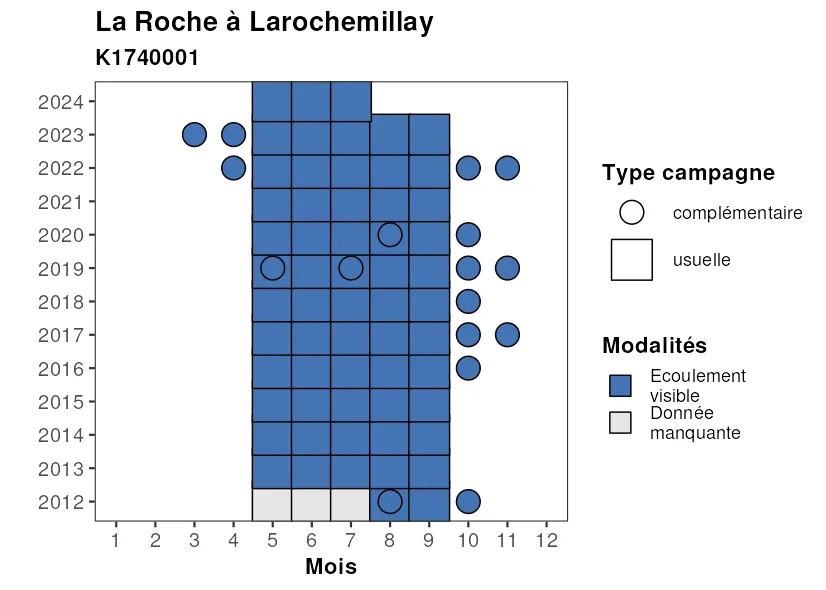 La Roche à Larochemillay
K1740001
2024
2023
2022
2021
2020
2019
2018
2017
2016
2015
2014
2013
2012
1 2 3 4 5 6 7 8 9 10 11 12
Mois
Type campagne
complémentaire
usuelle
Modalités
Ecoulement
visible
Donnée
manquante